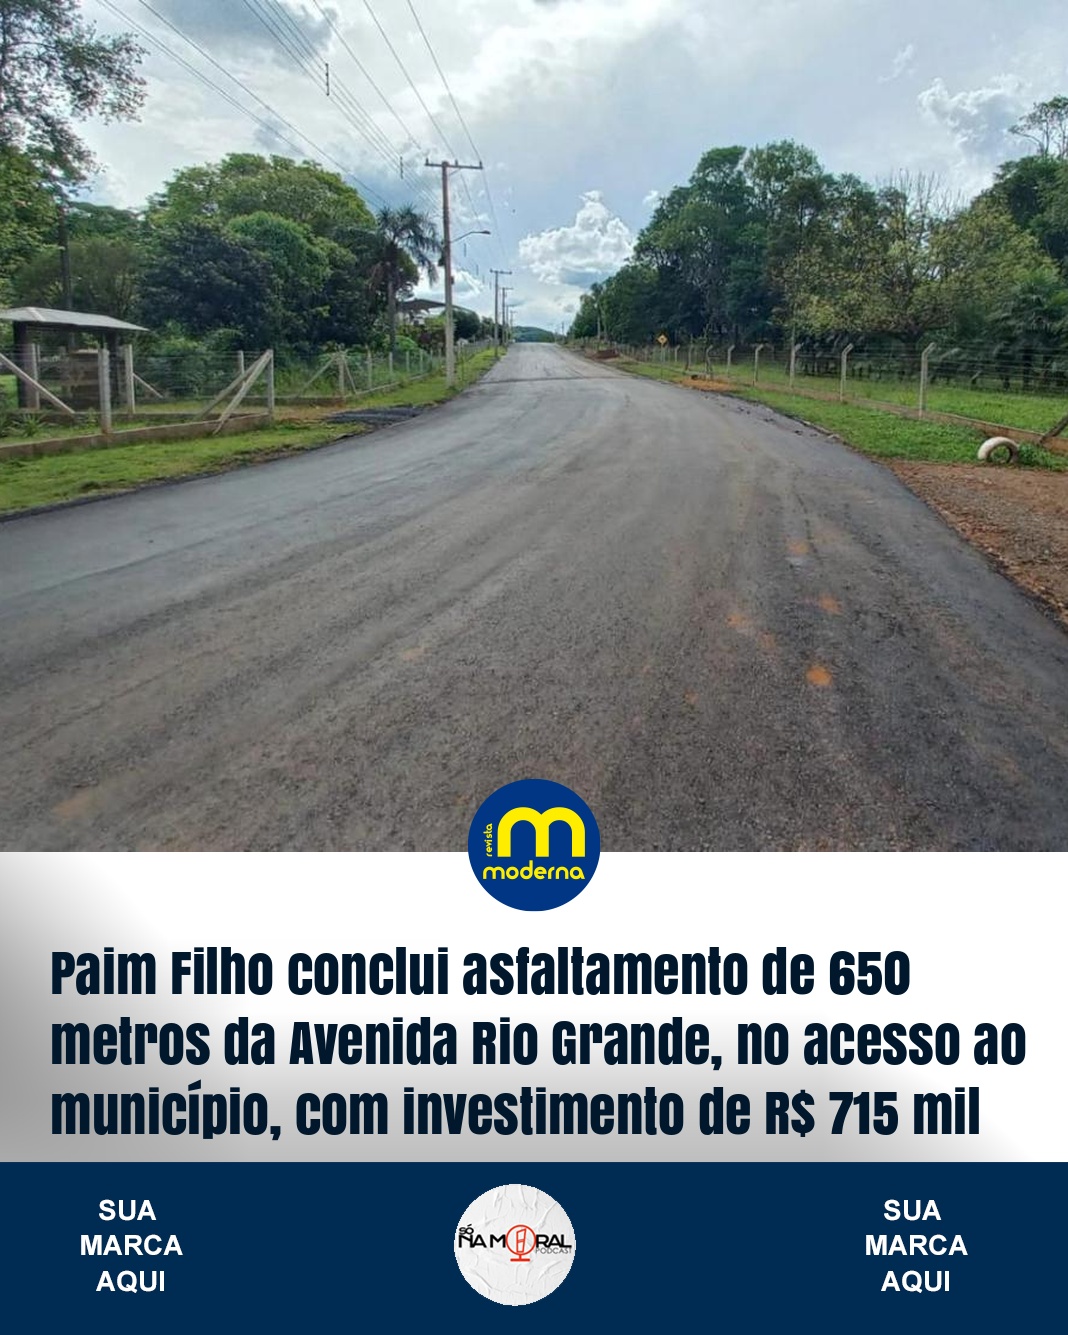 revista
m
moderna
Paim Filho conclui asfaltamento de 650
metros da Avenida Rio Grande, no acesso ao
município, com investimento de R$ 715 mil
SUA
MARCA
AQUI
SÓ
NA MORAL
PODCAST
SUA
MARCA
AQUI